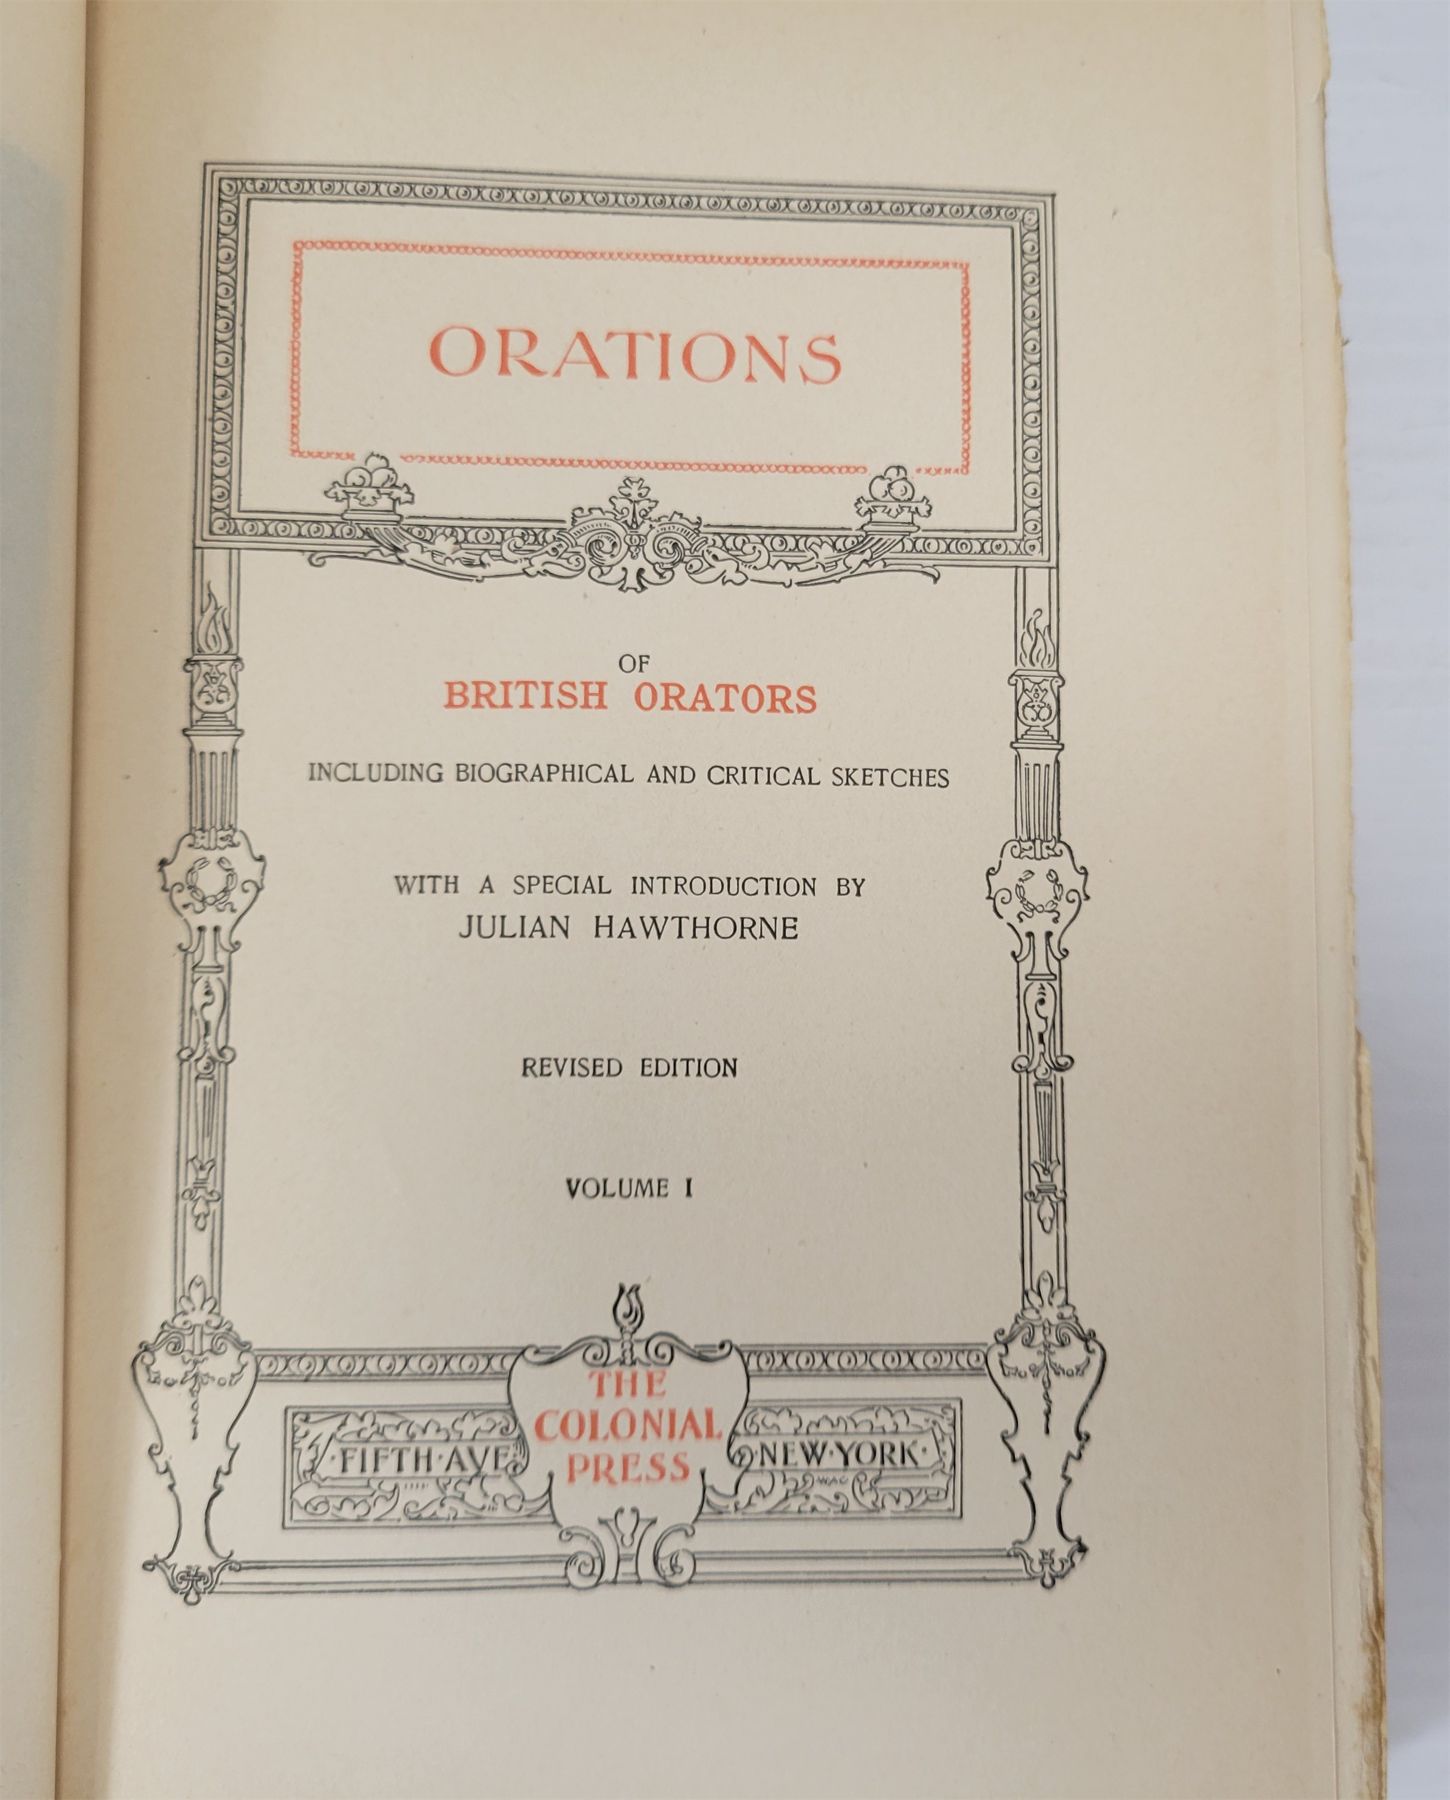 ORATIONS
OF
BRITISH ORATORS
INCLUDING BIOGRAPHICAL AND CRITICAL SKETCHES
WITH A SPECIAL INTRODUCTION BY
JULIAN HAWTHORNE
REVISED EDITION
VOLUME I
THE
COLONIAL
PRESS
·FIFTH·AVE·
·NEW·YORK·